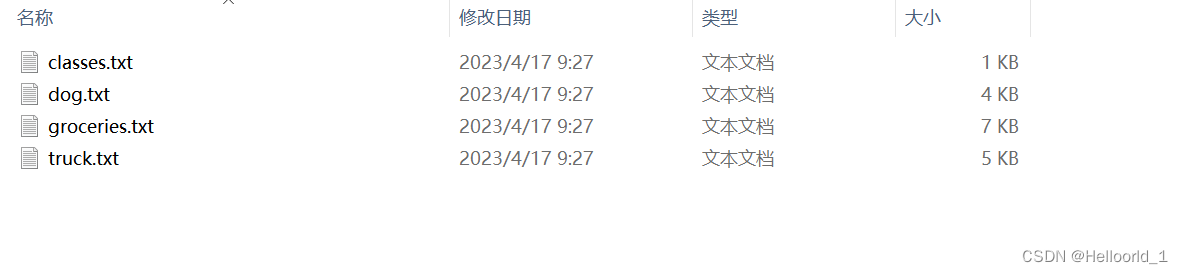 名称 修改日期 类型 大小
classes.txt 2023/4/17 9:27 文本文档 1 KB
dog.txt 2023/4/17 9:27 文本文档 4 KB
groceries.txt 2023/4/17 9:27 文本文档 7 KB
truck.txt 2023/4/17 9:27 文本文档 5 KB
CSDN @Helloorld_1